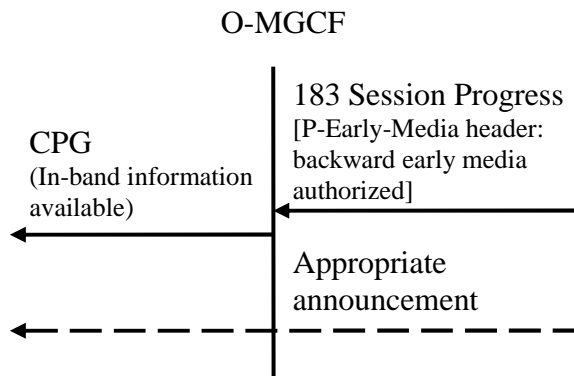 O-MGCF
183 Session Progress
[P-Early-Media header:
backward early media
authorized]
CPG
(In-band information
available)
Appropriate
announcement